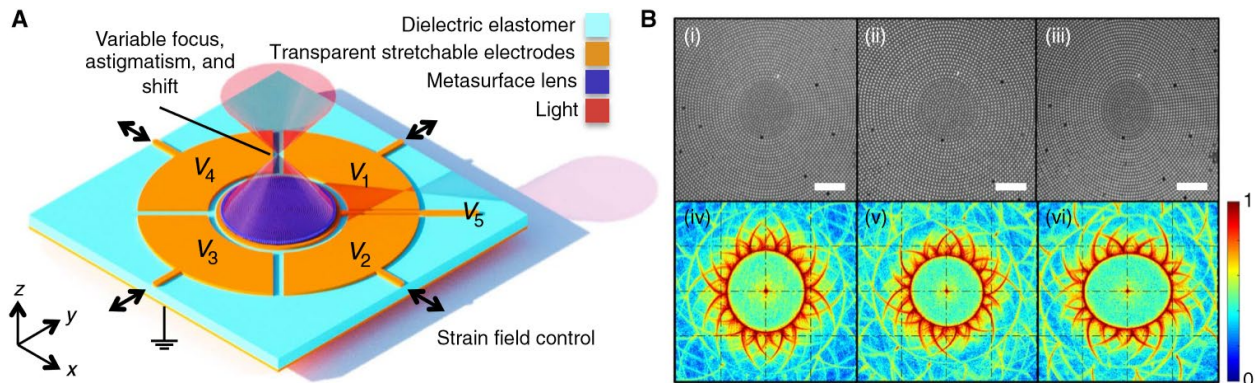 A
Variable focus,
astigmatism, and
shift
Dielectric elastomer
Transparent stretchable electrodes
Metasurface lens
Light
V4
V1
V5
V3
V2
z
y
x
Strain field control
B
(i)
(ii)
(iii)
(iv)
(v)
(vi)
1
0